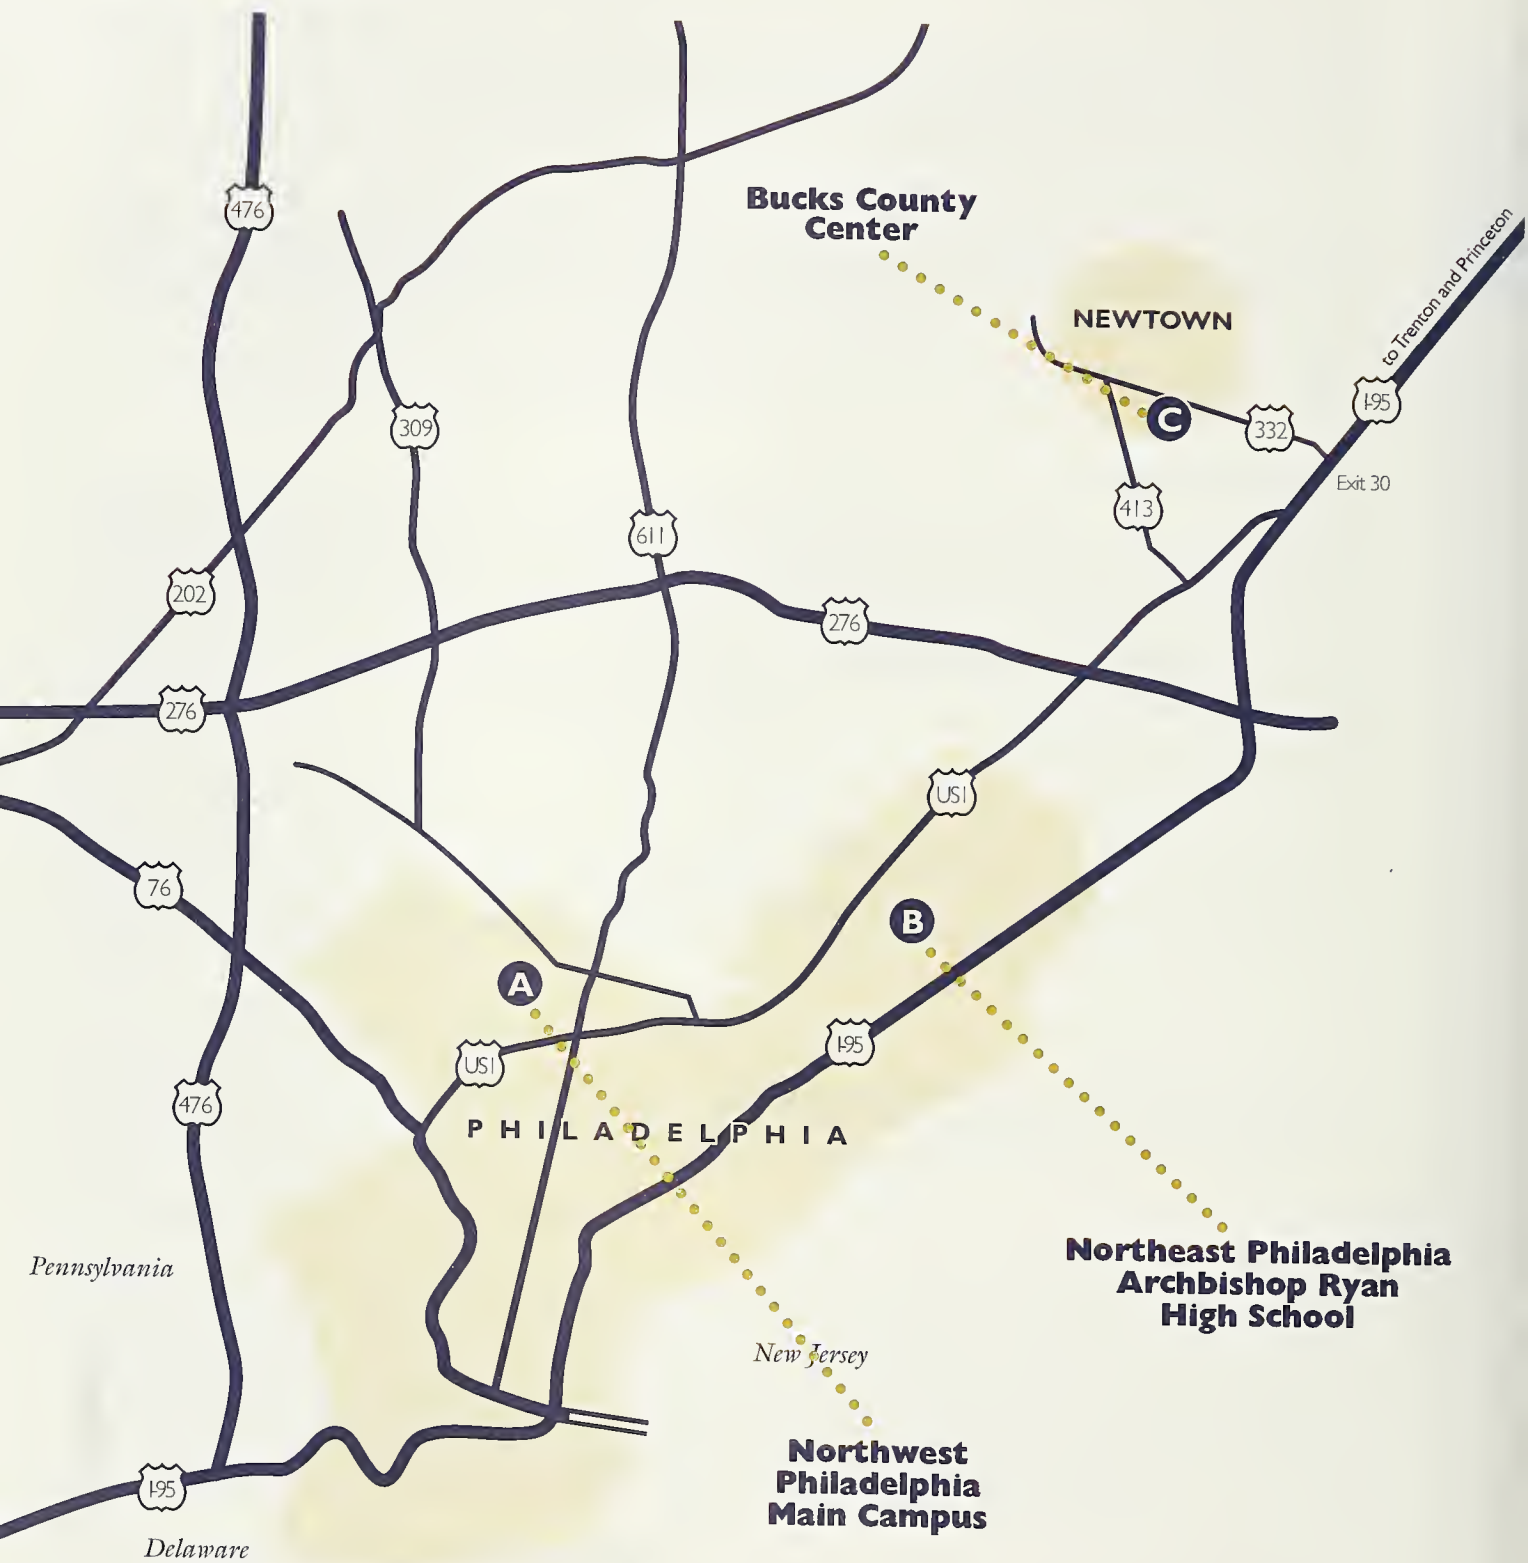 476
Bucks County
Center
to Trenton and Princeton
NEWTOWN
I-95
C
332
309
Exit 30
413
611
202
276
276
US1
76
B
A
I-95
US1
476
PHILADELPHIA
Northeast Philadelphia
Archbishop Ryan
High School
Pennsylvania
New Jersey
Northwest
Philadelphia
Main Campus
I-95
Delaware